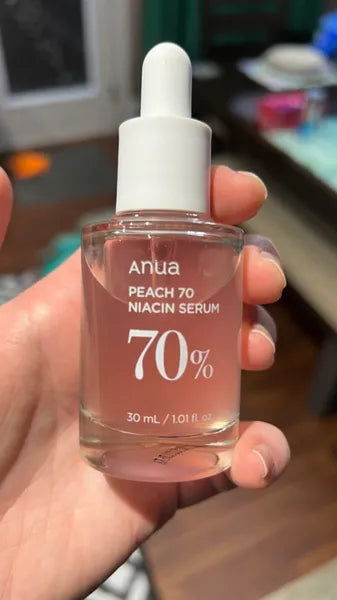 Anua
PEACH 70
NIACIN SERUM
70%
30 mL / 1.01 fl. oz